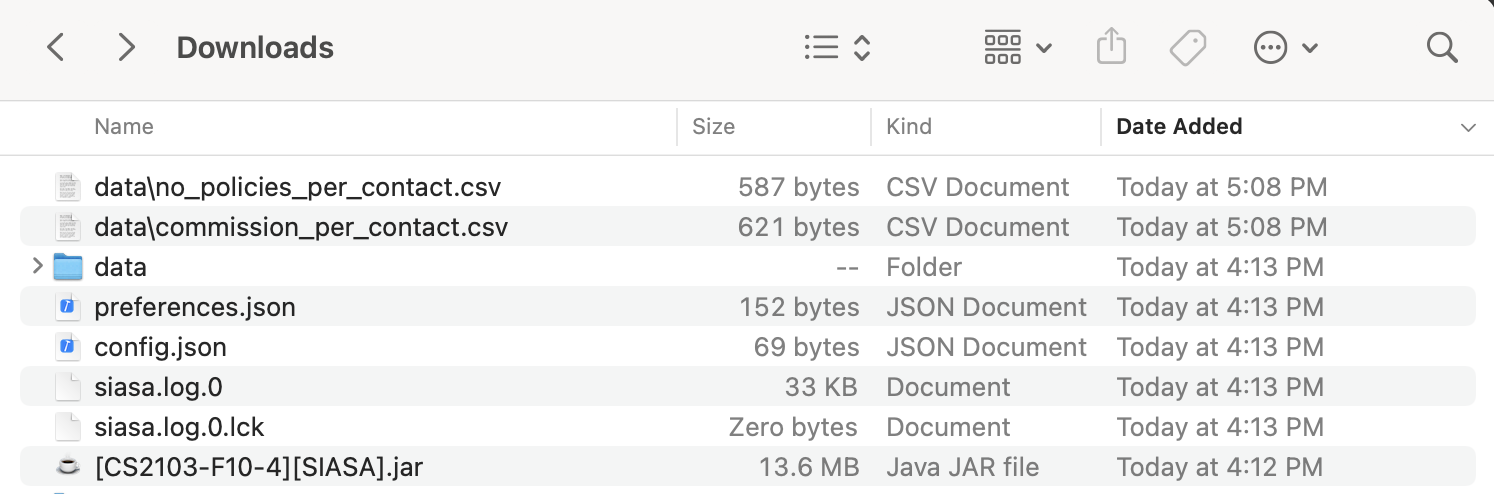 Downloads
Name Size Kind Date Added
data\no_policies_per_contact.csv 587 bytes CSV Document Today at 5:08 PM
data\commission_per_contact.csv 621 bytes CSV Document Today at 5:08 PM
data -- Folder Today at 4:13 PM
preferences.json 152 bytes JSON Document Today at 4:13 PM
config.json 69 bytes JSON Document Today at 4:13 PM
siasa.log.0 33 KB Document Today at 4:13 PM
siasa.log.0.lck Zero bytes Document Today at 4:13 PM
[CS2103-F10-4][SIASA].jar 13.6 MB Java JAR file Today at 4:12 PM